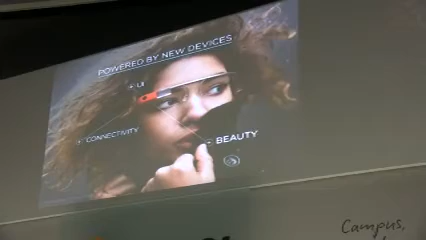 POWERED BY NEW DEVICES
UI
CONNECTIVITY
BEAUTY
Campus,